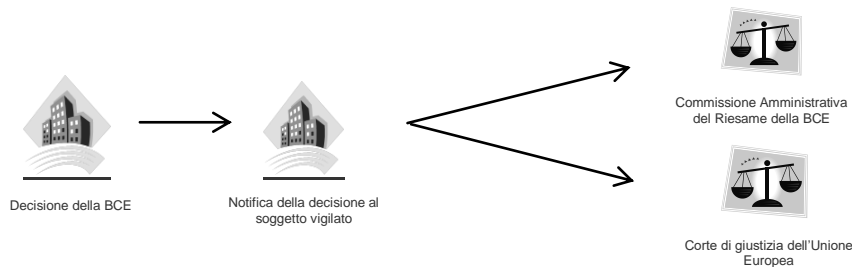 Decisione della BCE
Notifica della decisione al
soggetto vigilato
Commissione Amministrativa
del Riesame della BCE
Corte di giustizia dell'Unione
Europea